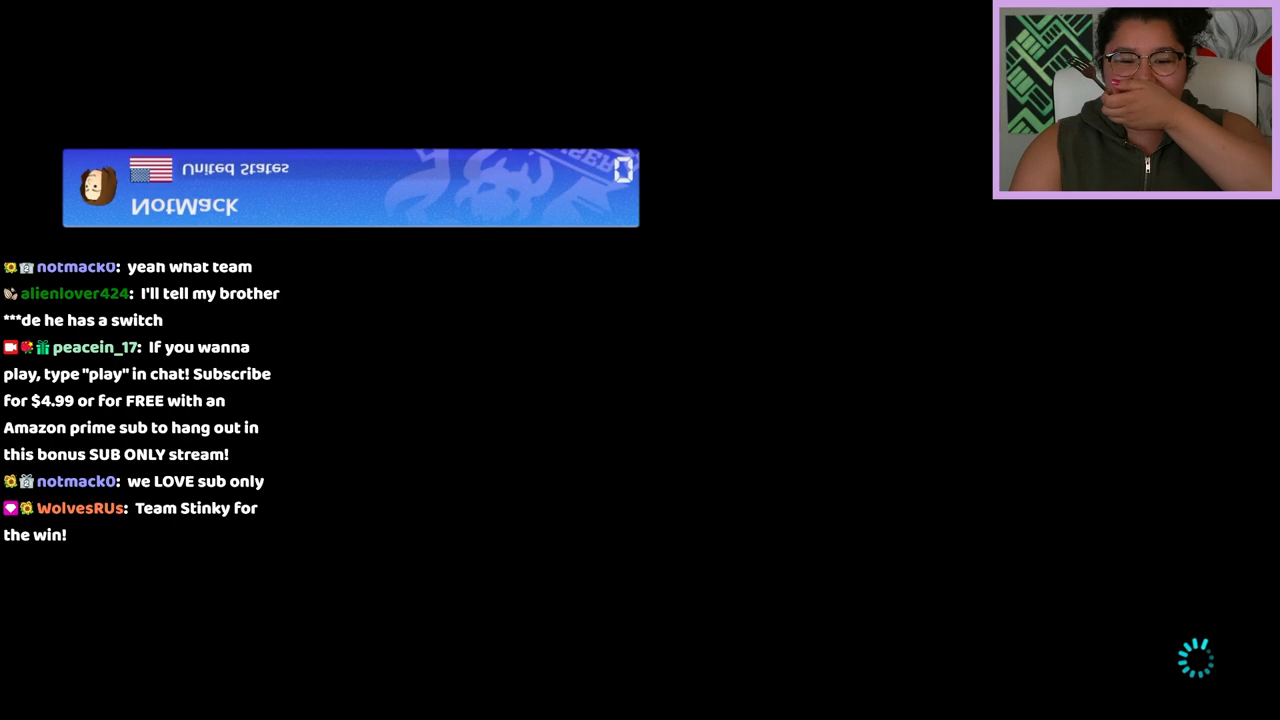 United States
0
NotMack
notmack0: yeah what team
alienlover424: I'll tell my brother
***de he has a switch
peacein_17: If you wanna
play, type "play" in chat! Subscribe
for $4.99 or for FREE with an
Amazon prime sub to hang out in
this bonus SUB ONLY stream!
notmack0: we LOVE sub only
WolvesRUs: Team Stinky for
the win!